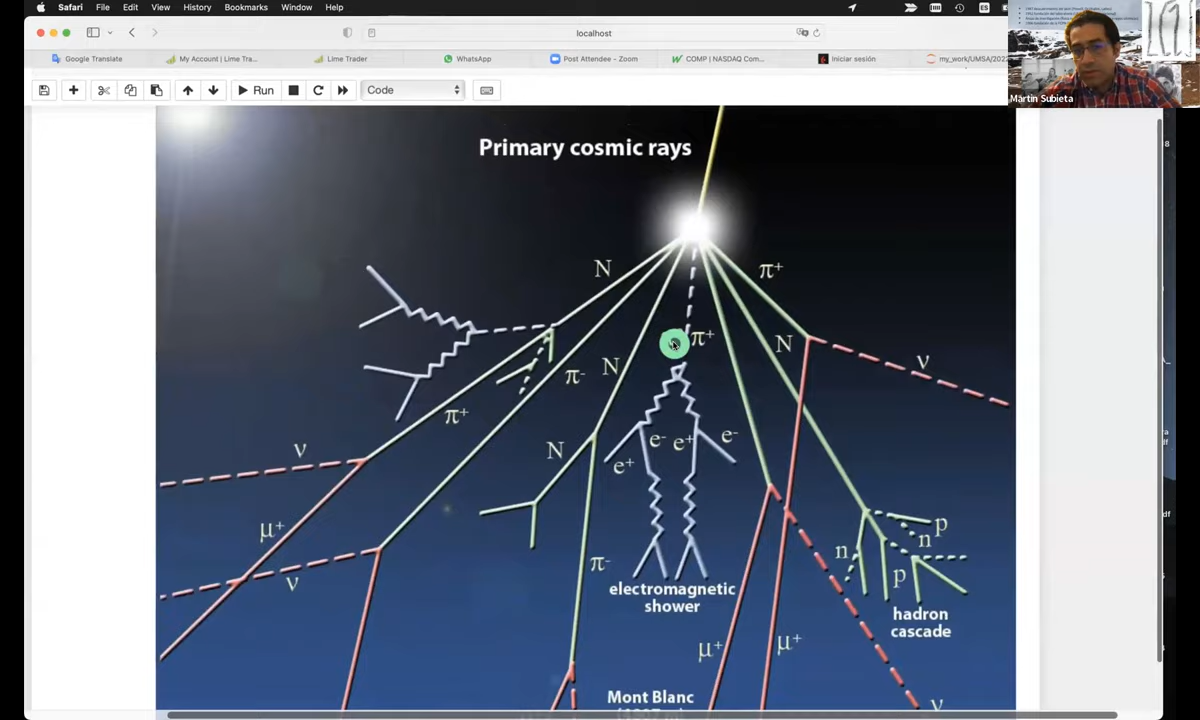 Safari File Edit View History Bookmarks Window Help
ES
localhost
Google Translate
My Account | Lime Tra...
Lime Trader
WhatsApp
Post Attendee - Zoom
COMP | NASDAQ Com...
Iniciar sesión
my_work/UMSA/202
Run
Code
Martin Subieta
Primary cosmic rays
N
π+
π+
N
ν
N
π-
π+
ν
e- e+ e-
e+
N
μ+
ν
π-
p
n
n
p
electromagnetic
shower
hadron
cascade
μ+
μ+
Mont Blanc
ν